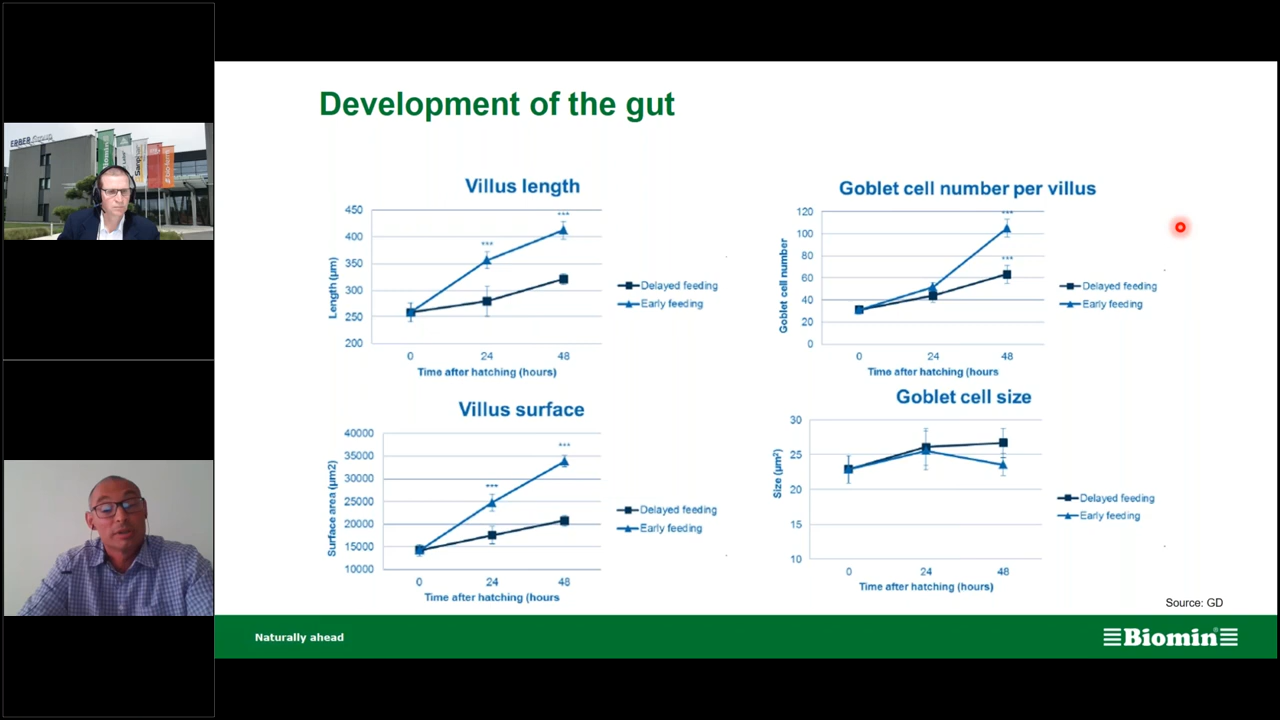 Development of the gut
Villus length
450
400
350
300
250
200
Length (µm)
***
***
0 24 48
Time after hatching (hours)
Delayed feeding
Early feeding
Goblet cell number per villus
120
100
80
60
40
20
0
Goblet cell number
***
***
0 24 48
Time after hatching (hours
Delayed feeding
Early feeding
Villus surface
40000
35000
30000
25000
20000
15000
10000
Surface area (µm2)
***
***
0 24 48
Time after hatching (hours
Delayed feeding
Early feeding
Goblet cell size
30
25
20
15
10
Size (µm²)
0 24 48
Time after hatching (hours)
Delayed feeding
Early feeding
Source: GD
Naturally ahead
Biomin®
ERBER Group
Biomin